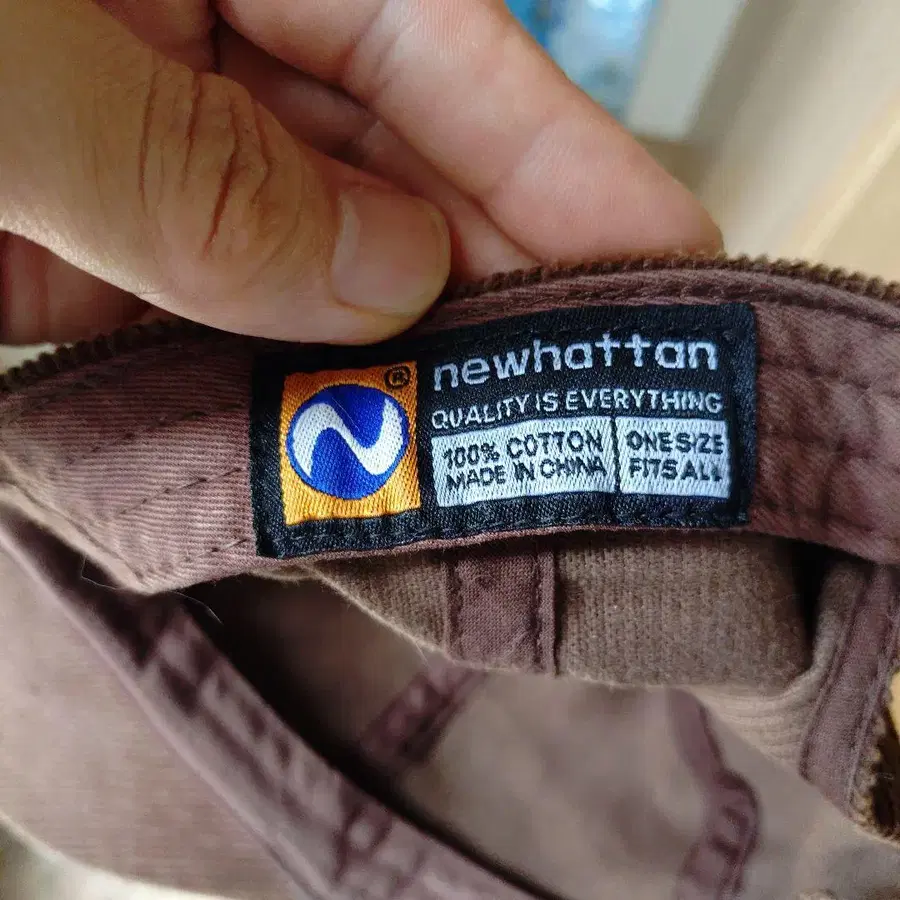 ®
newhattan
QUALITY IS EVERYTHING
100% COTTON
MADE IN CHINA
ONE SIZE
FITS ALL